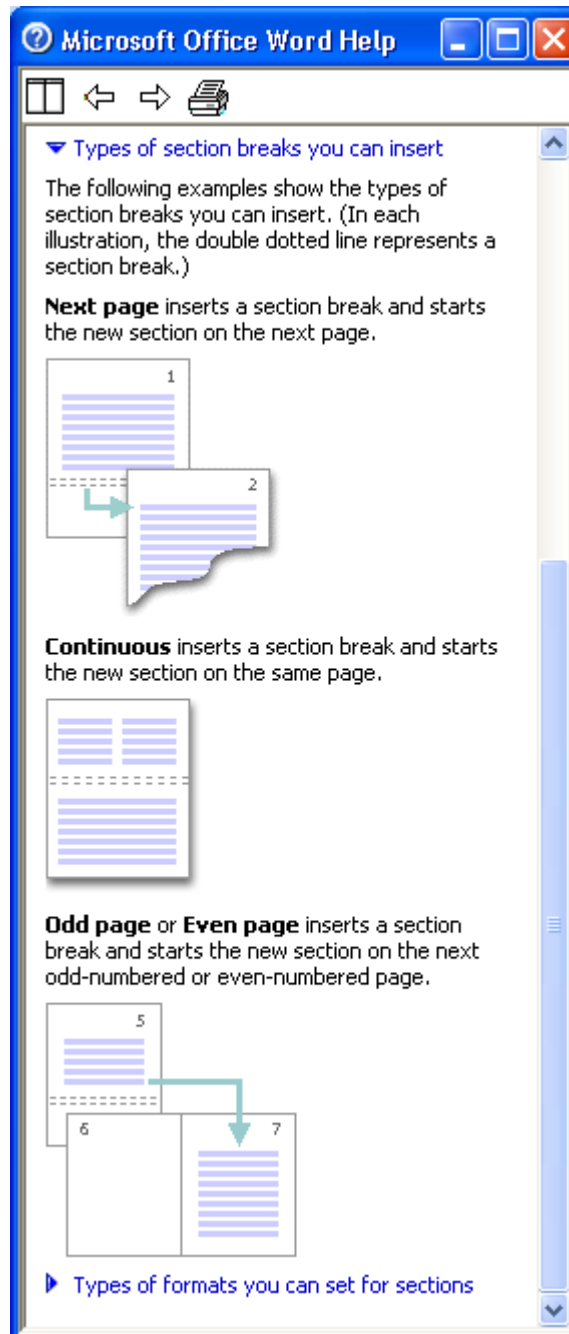 Microsoft Office Word Help
Types of section breaks you can insert
The following examples show the types of
section breaks you can insert. (In each
illustration, the double dotted line represents a
section break.)
Next page inserts a section break and starts
the new section on the next page.
1
2
Continuous inserts a section break and starts
the new section on the same page.
Odd page or Even page inserts a section
break and starts the new section on the next
odd-numbered or even-numbered page.
5
6
7
Types of formats you can set for sections